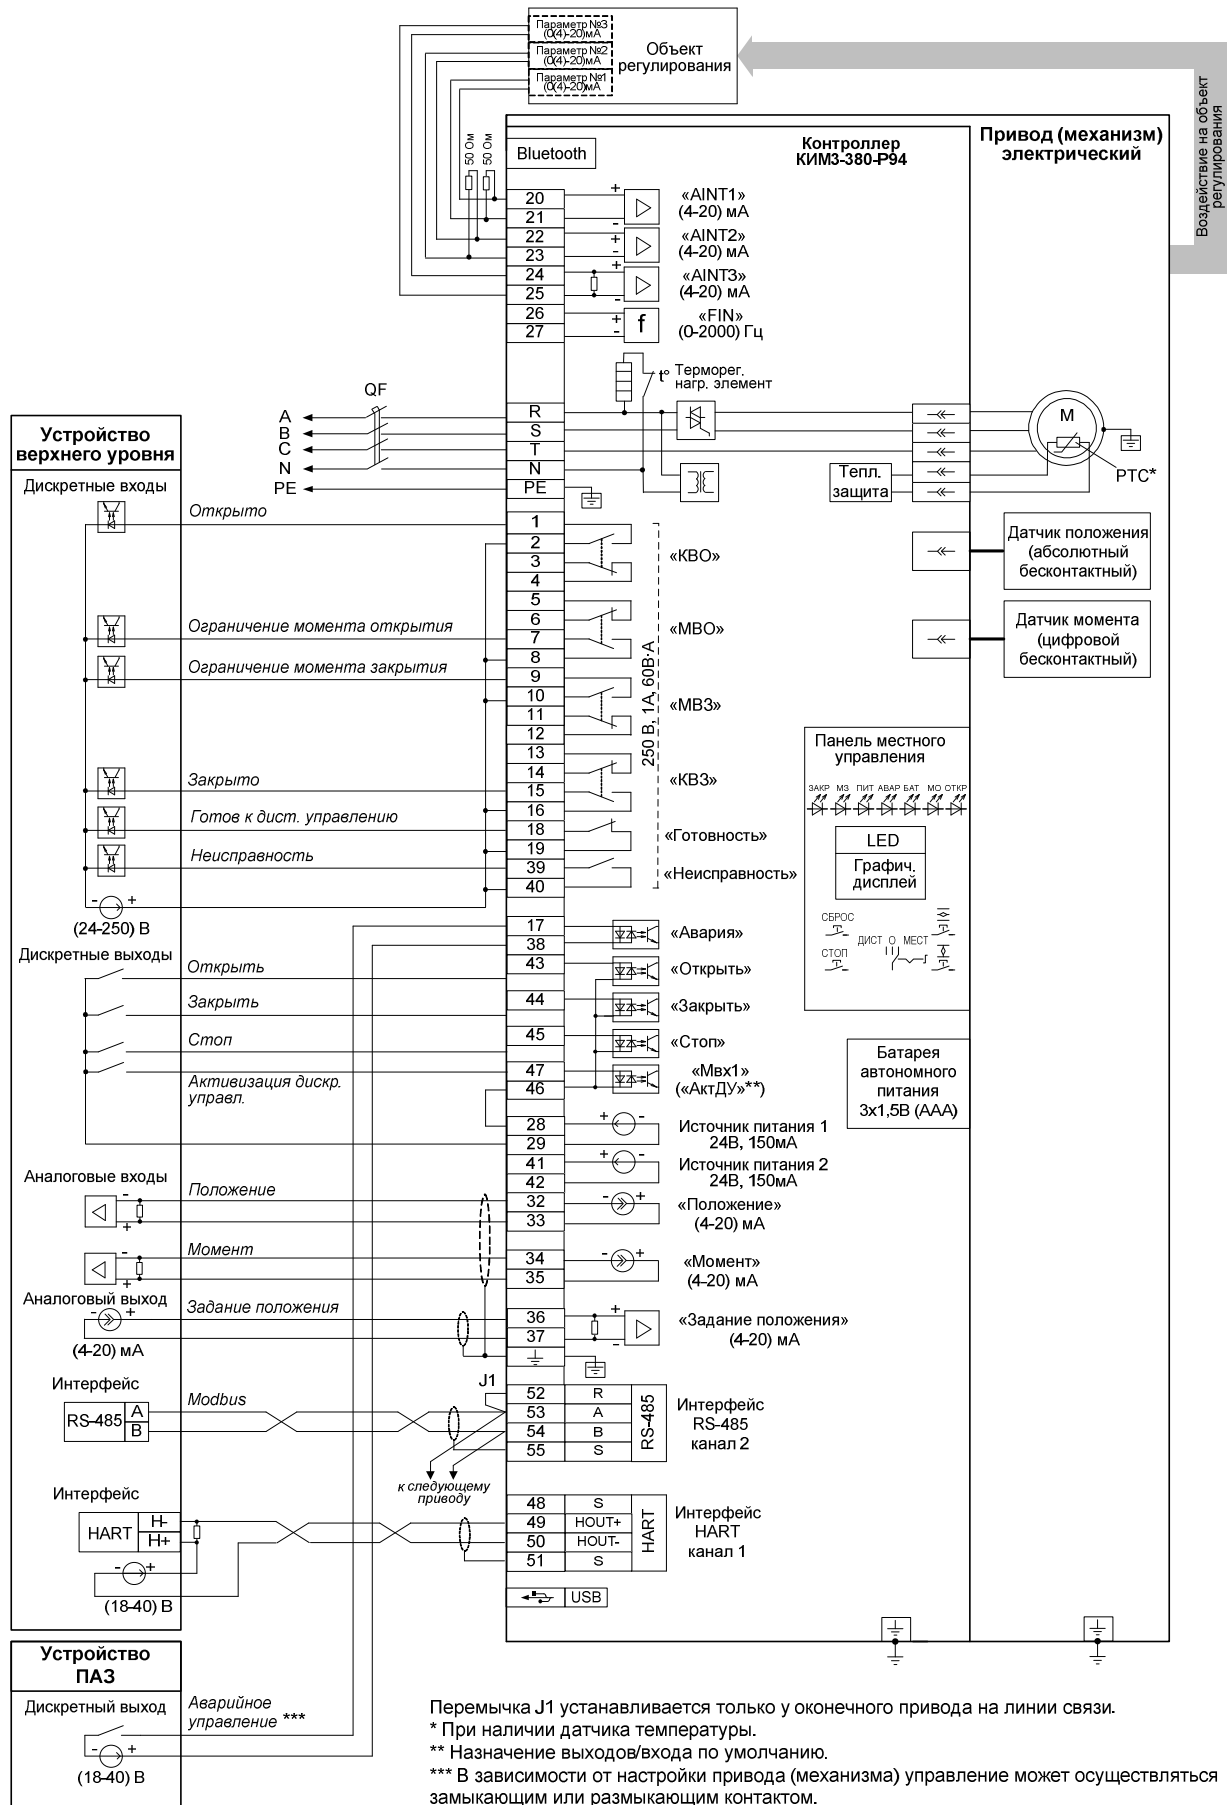 Параметр №3
(0(4)-20)мА
Параметр №2
(0(4)-20)мА
Параметр №1
(0(4)-20)мА
Объект
регулирования
Воздействие на объект
регулирования
50 Ом
50 Ом
Bluetooth
Контроллер
КИМ3-380-Р94
Привод (механизм)
электрический
20
21
22
23
24
25
26
27
+
-
«AINT1»
(4-20) мА
+
-
«AINT2»
(4-20) мА
+
-
«AINT3»
(4-20) мА
+
-
f
«FIN»
(0-2000) Гц
t°
Терморег.
нагр. элемент
QF
A
B
C
N
PE
R
S
T
N
PE
М
PTC*
Тепл.
защита
Датчик положения
(абсолютный
бесконтактный)
Датчик момента
(цифровой
бесконтактный)
Устройство
верхнего уровня
Дискретные входы
Открыто
Ограничение момента открытия
Ограничение момента закрытия
Закрыто
Готов к дист. управлению
Неисправность
- +
(24-250) В
1
2
3
4
5
6
7
8
9
10
11
12
13
14
15
16
18
19
39
40
«КВО»
«МВО»
«МВЗ»
«КВЗ»
«Готовность»
«Неисправность»
250 В, 1А, 60В·А
Панель местного
управления
ЗАКР МЗ ПИТ АВАР БАТ МО ОТКР
LED
Графич.
дисплей
СБРОС
СТОП
ДИСТ О МЕСТ
Батарея
автономного
питания
3х1,5В (ААА)
Дискретные выходы
Открыть
Закрыть
Стоп
Активизация дискр.
управл.
17
38
43
44
45
47
46
28
29
41
42
32
33
34
35
36
37
«Авария»
«Открыть»
«Закрыть»
«Стоп»
«Мвх1»
(«АктДУ»**)
+ -
Источник питания 1
24В, 150мА
+ -
Источник питания 2
24В, 150мА
- +
«Положение»
(4-20) мА
- +
«Момент»
(4-20) мА
+
-
«Задание положения»
(4-20) мА
Аналоговые входы
-
+
Положение
-
+
Момент
Аналоговый выход
- +
(4-20) мА
Задание положения
Интерфейс
RS-485
A
B
Modbus
J1
к следующему
приводу
52 R
53 A
54 B
55 S
RS-485
Интерфейс
RS-485
канал 2
Интерфейс
HART
H-
H+
- +
(18-40) В
48 S
49 HOUT+
50 HOUT-
51 S
HART
Интерфейс
HART
канал 1
USB
Устройство
ПАЗ
Дискретный выход
- +
(18-40) В
Аварийное
управление ***
Перемычка J1 устанавливается только у оконечного привода на линии связи.
* При наличии датчика температуры.
** Назначение выходов/входа по умолчанию.
*** В зависимости от настройки привода (механизма) управление может осуществляться
замыкающим или размыкающим контактом.